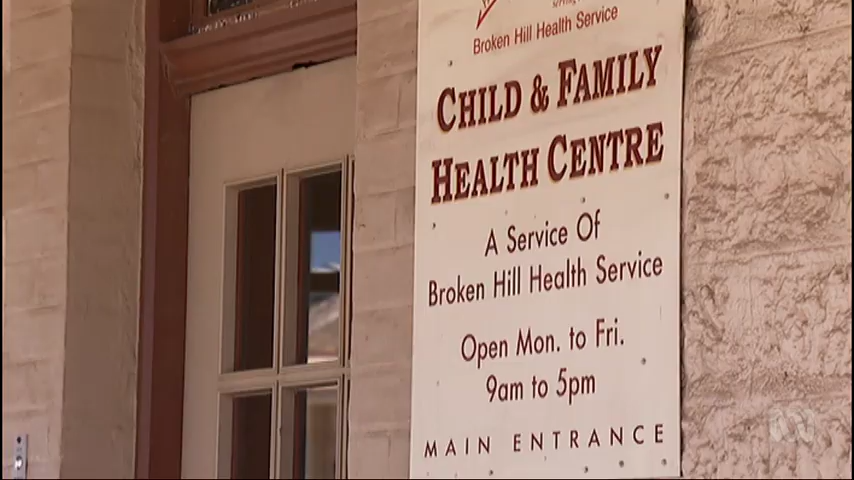 Broken Hill Health Service
CHILD & FAMILY
HEALTH CENTRE
A Service Of
Broken Hill Health Service
Open Mon. to Fri.
9am to 5pm
MAIN ENTRANCE